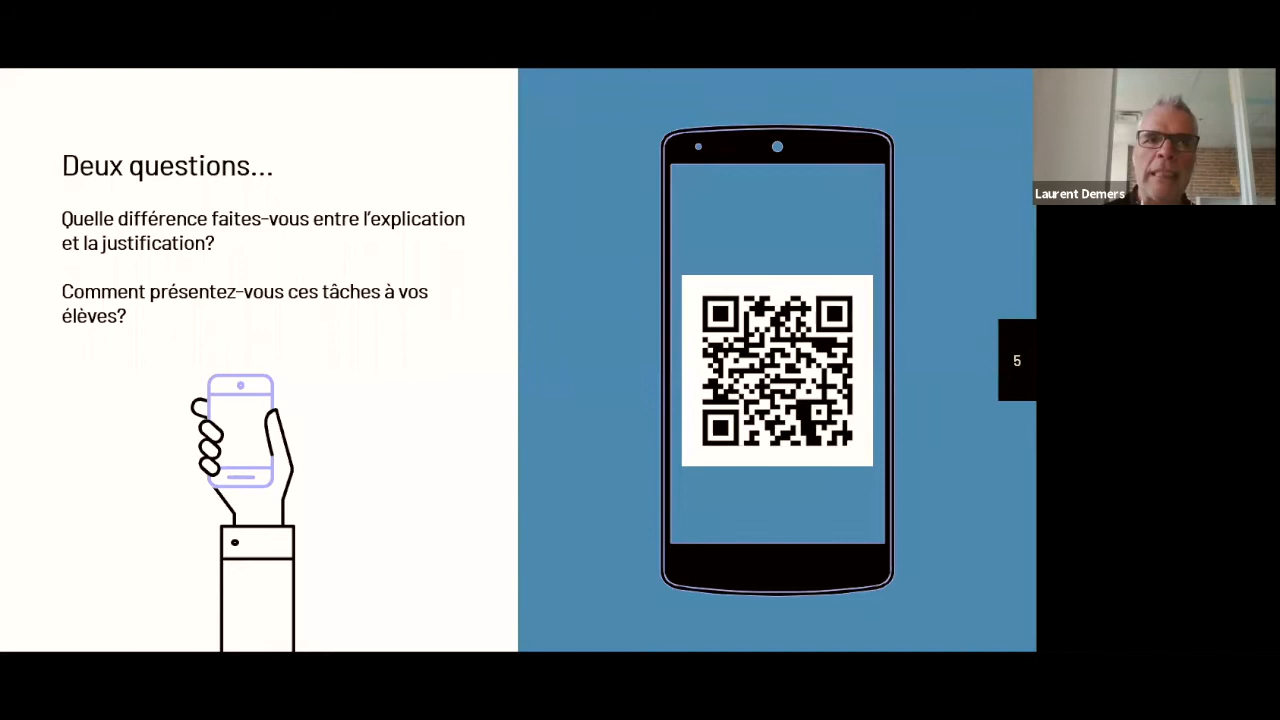 Deux questions...
Quelle différence faites-vous entre l'explication
et la justification?
Comment présentez-vous ces tâches à vos
élèves?
Laurent Demers
5